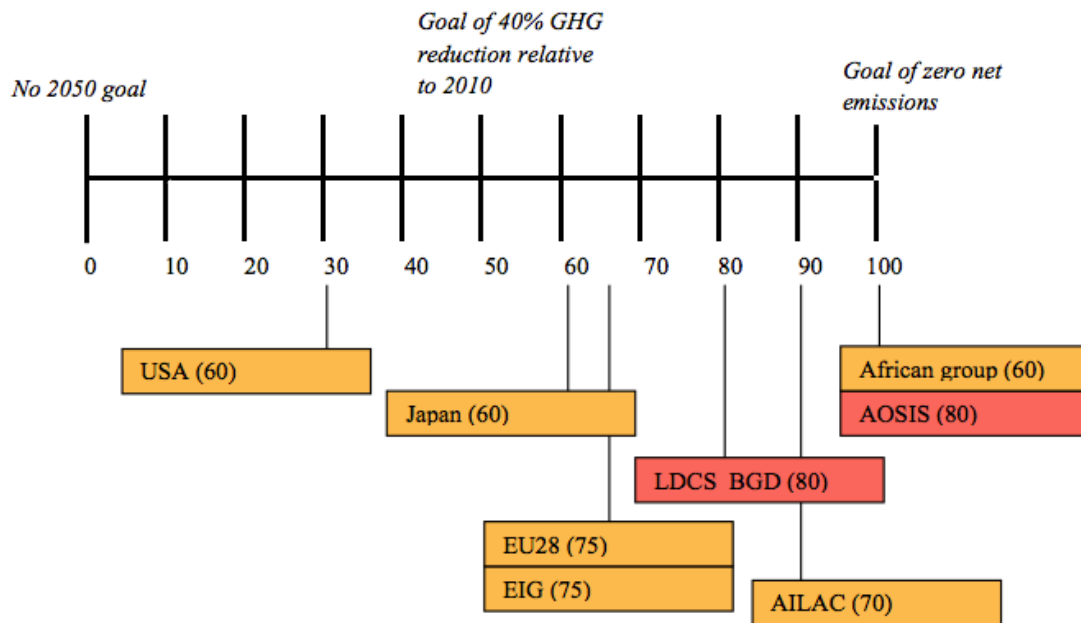 Goal of 40% GHG
reduction relative
to 2010
No 2050 goal
Goal of zero net
emissions
0 10 20 30 40 50 60 70 80 90 100
USA (60)
African group (60)
Japan (60)
AOSIS (80)
LDCS BGD (80)
EU28 (75)
EIG (75)
AILAC (70)